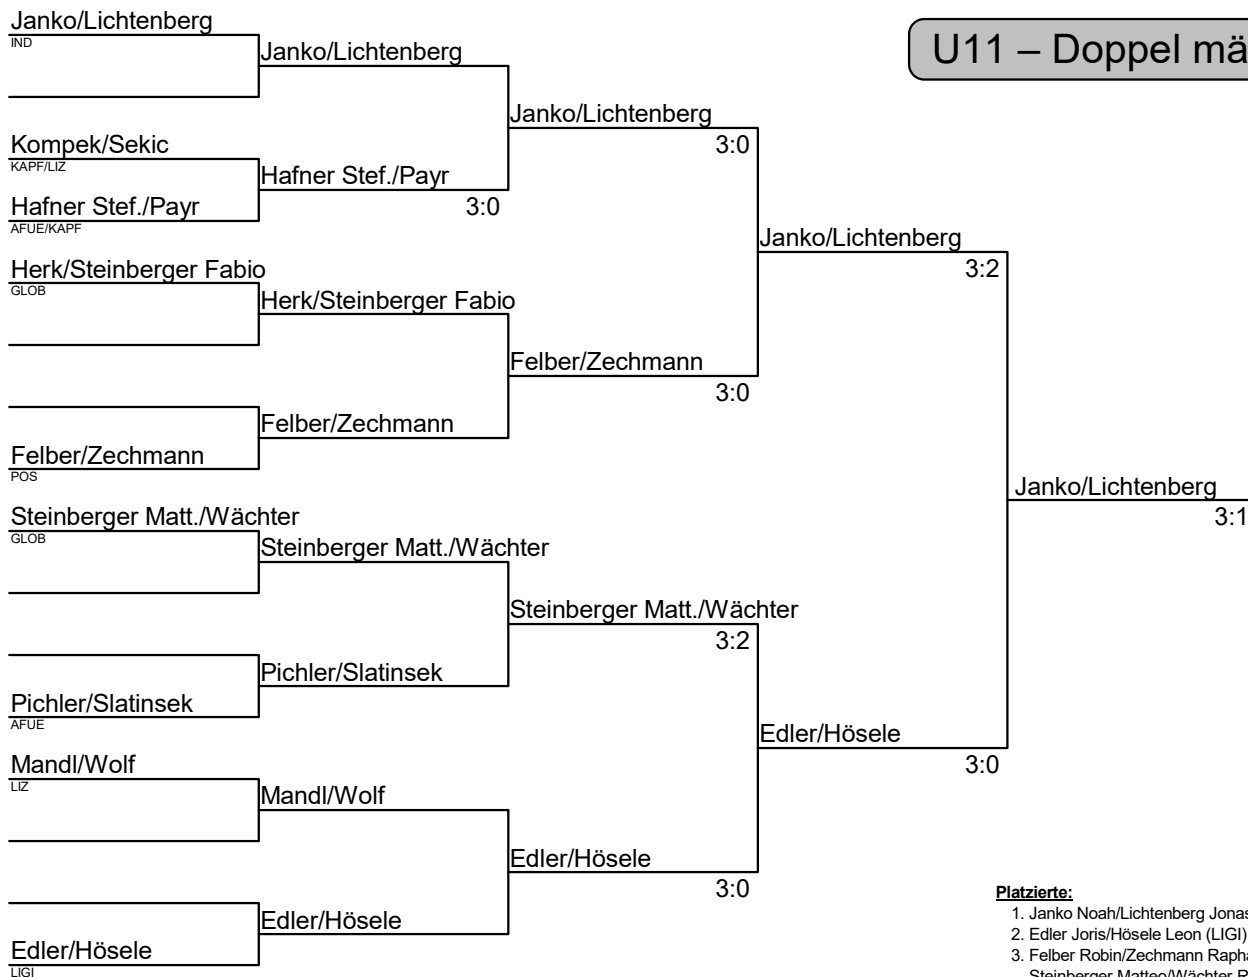 U11 – Doppel mä
Janko/Lichtenberg
IND
Kompek/Sekic
KAPF/LIZ
Hafner Stef./Payr
AFUE/KAPF
Herk/Steinberger Fabio
GLOB
Felber/Zechmann
POS
Steinberger Matt./Wächter
GLOB
Pichler/Slatinsek
AFUE
Mandl/Wolf
LIZ
Edler/Hösele
LIGI
Janko/Lichtenberg
Hafner Stef./Payr
3:0
Herk/Steinberger Fabio
Felber/Zechmann
Steinberger Matt./Wächter
Pichler/Slatinsek
Mandl/Wolf
Edler/Hösele
Janko/Lichtenberg
3:0
Felber/Zechmann
3:0
Steinberger Matt./Wächter
3:2
Edler/Hösele
3:0
Janko/Lichtenberg
3:2
Edler/Hösele
3:0
Janko/Lichtenberg
3:1
Platzierte:
1. Janko Noah/Lichtenberg Jonas
2. Edler Joris/Hösele Leon (LIGI)
3. Felber Robin/Zechmann Rapha
Steinberger Matteo/Wächter R